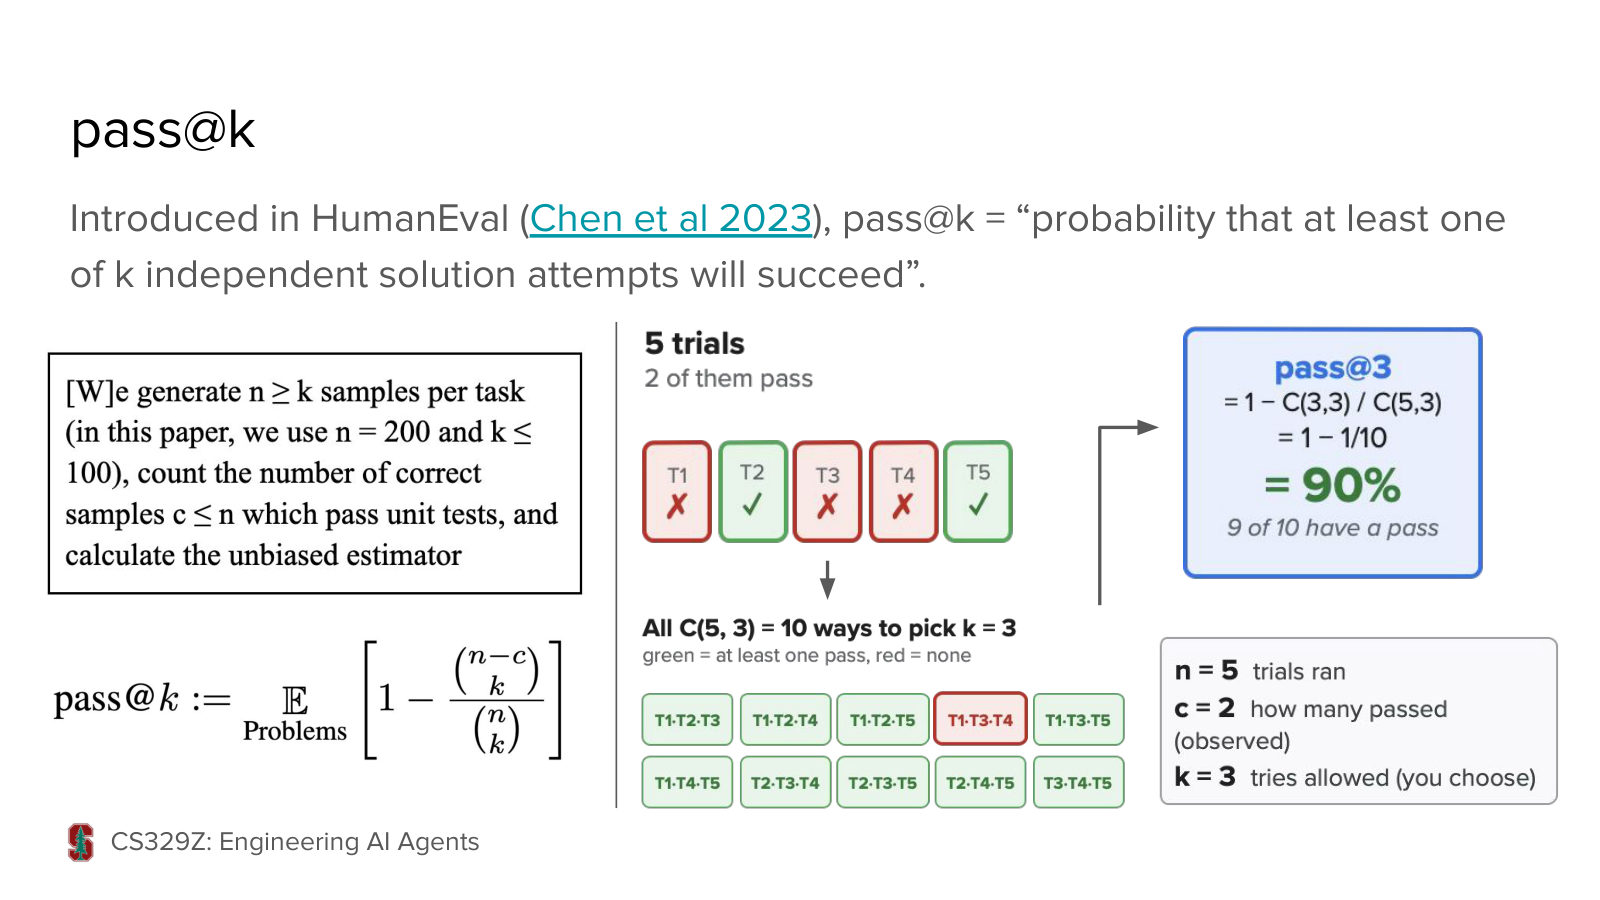 pass@k
Introduced in HumanEval (Chen et al 2023), pass@k = “probability that at least one
of k independent solution attempts will succeed”.
[W]e generate n ≥ k samples per task
(in this paper, we use n = 200 and k ≤
100), count the number of correct
samples c ≤ n which pass unit tests, and
calculate the unbiased estimator
pass@k := 𝔼 Problems [1 − (n−c k) / (n k)]
5 trials
2 of them pass
T1 T2 T3 T4 T5
✗ ✓ ✗ ✗ ✓
All C(5, 3) = 10 ways to pick k = 3
green = at least one pass, red = none
T1·T2·T3 T1·T2·T4 T1·T2·T5 T1·T3·T4 T1·T3·T5
T1·T4·T5 T2·T3·T4 T2·T3·T5 T2·T4·T5 T3·T4·T5
pass@3
= 1 − C(3,3) / C(5,3)
= 1 − 1/10
= 90%
9 of 10 have a pass
n = 5 trials ran
c = 2 how many passed
(observed)
k = 3 tries allowed (you choose)
S
CS329Z: Engineering AI Agents